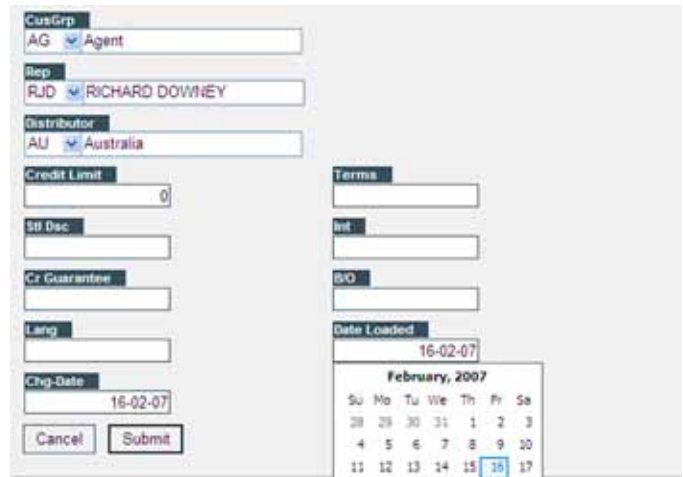 CusGrp
AG Agent
Rep
RJD RICHARD DOWNEY
Distributor
AU Australia
Credit Limit Terms
0
Stl Dsc Int
Cr Guarantee B/O
Lang Date Loaded
16-02-07
Chg-Date February, 2007
16-02-07 Su Mo Tu We Th Fr Sa
28 29 30 31 1 2 3
Cancel Submit 4 5 6 7 8 9 10
11 12 13 14 15 16 17